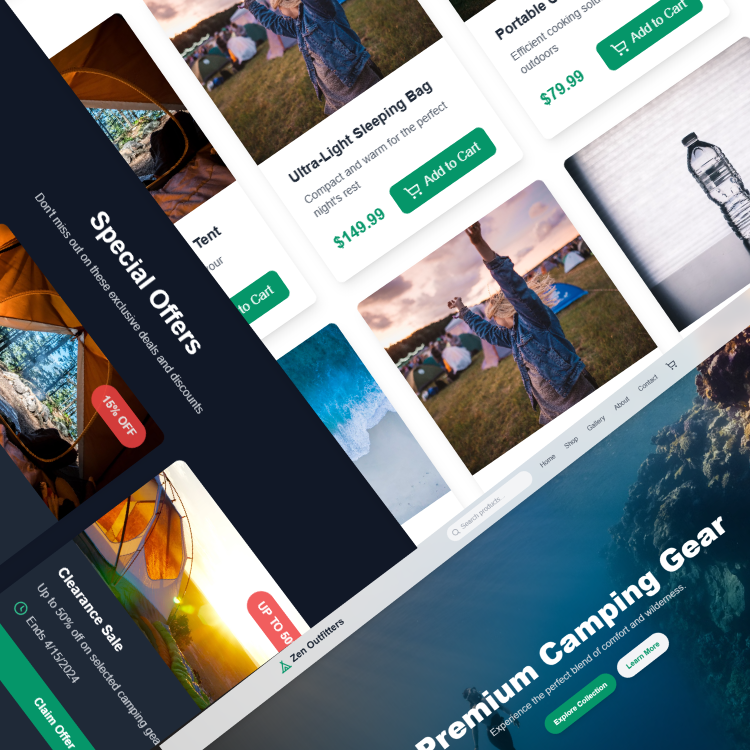 Zen Outfitters
Search products...
Home
Shop
Gallery
About
Contact
Premium Camping Gear
Experience the perfect blend of comfort and wilderness.
Explore Collection
Learn More
Tent
our
to Cart
Ultra-Light Sleeping Bag
Compact and warm for the perfect
night's rest
$149.99
Add to Cart
Portable
Efficient cooking
outdoors
$79.99
Add to Cart
Special Offers
Don't miss out on these exclusive deals and discounts
15% OFF
UP TO 50
Clearance Sale
Up to 50% off on selected camping gea
Ends 4/15/2024
Claim Offer